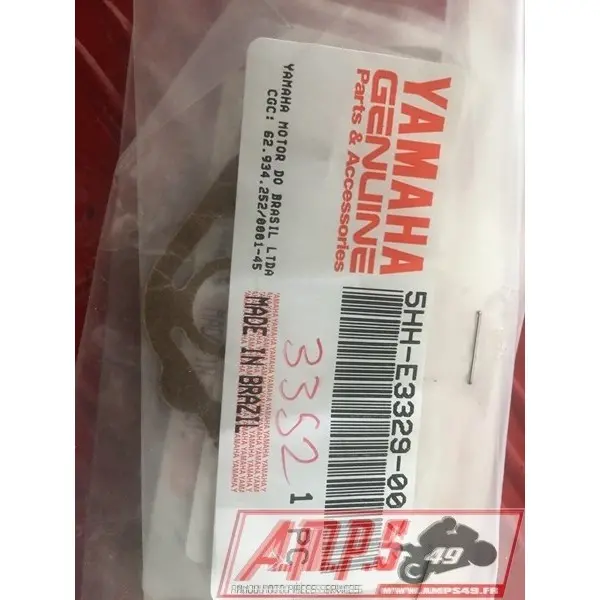 YAMAHA
GENUINE
Parts & Accessories
YAMAHA MOTOR DO BRASIL LTDA
CGC: 62.934.252/0001-45
5HH-E3329-00
MADE IN BRAZIL
3352
1 PC
49
WWW.AMPS49.FR